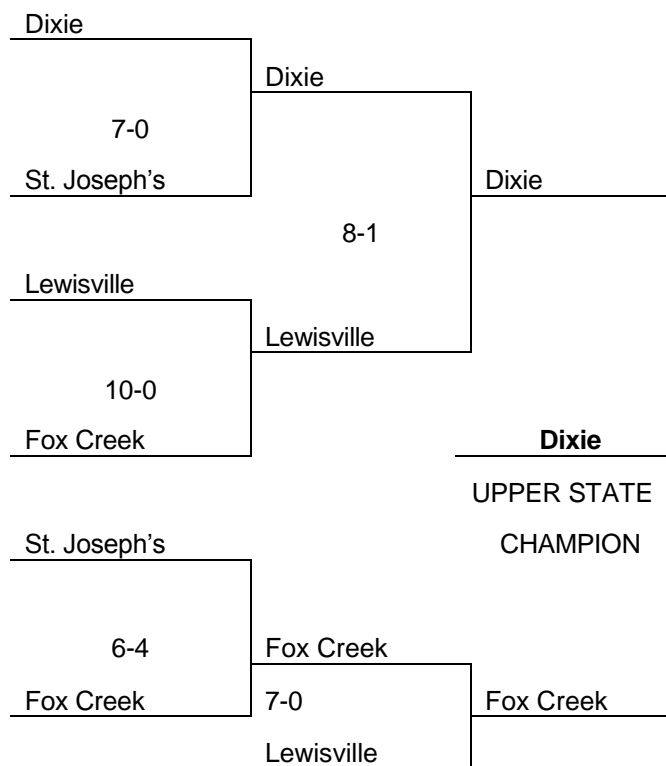 Dixie
Dixie
7-0
St. Joseph's
Dixie
8-1
Lewisville
Lewisville
10-0
Fox Creek
Dixie
UPPER STATE
St. Joseph's
CHAMPION
6-4
Fox Creek
Fox Creek
7-0
Fox Creek
Lewisville